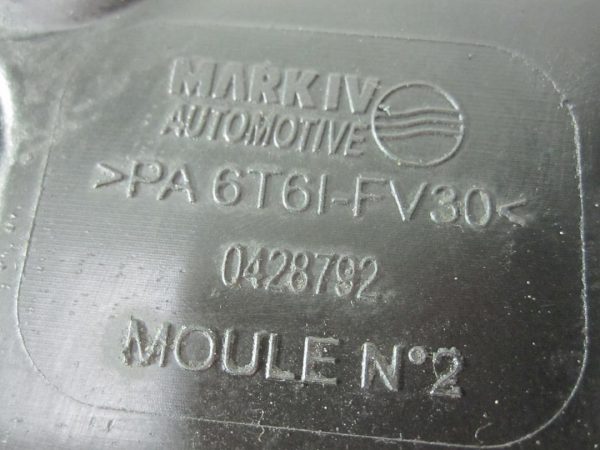 MARK IV
AUTOMOTIVE
>PA 6T6I-FV30<
0428792
MOULE N°2